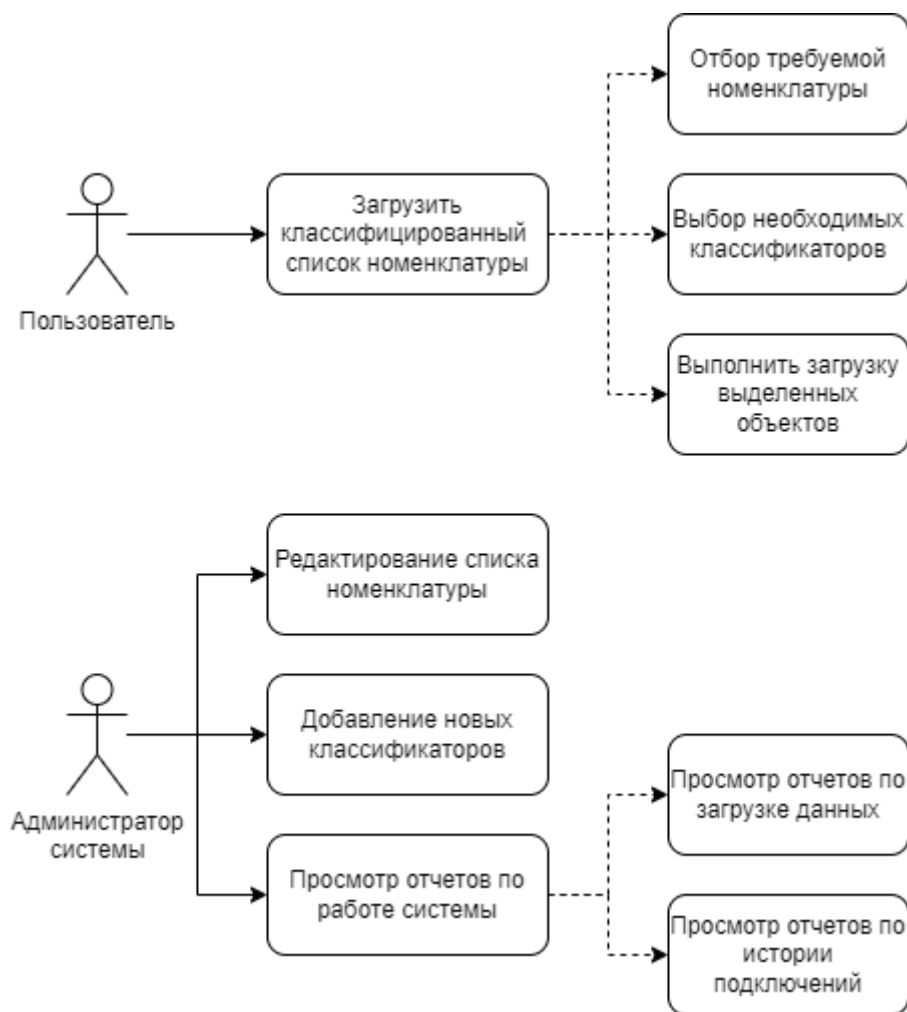 Отбор требуемой
номенклатуры
Загрузить
классифицированный
список номенклатуры
Выбор необходимых
классификаторов
Пользователь
Выполнить загрузку
выделенных
объектов
Редактирование списка
номенклатуры
Добавление новых
классификаторов
Администратор
системы
Просмотр отчетов по
загрузке данных
Просмотр отчетов по
работе системы
Просмотр отчетов по
истории
подключений